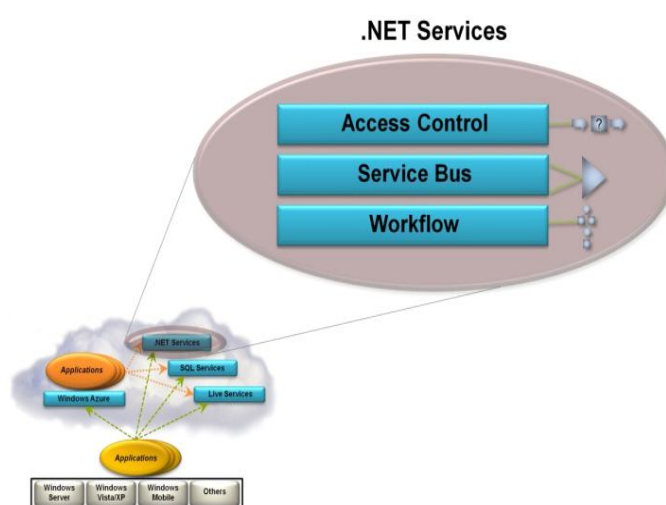 .NET Services
Access Control
?
Service Bus
Workflow
.NET Services
SQL Services
Applications
Windows Azure
Live Services
Applications
Windows
Server
Windows
Vista/XP
Windows
Mobile
Others